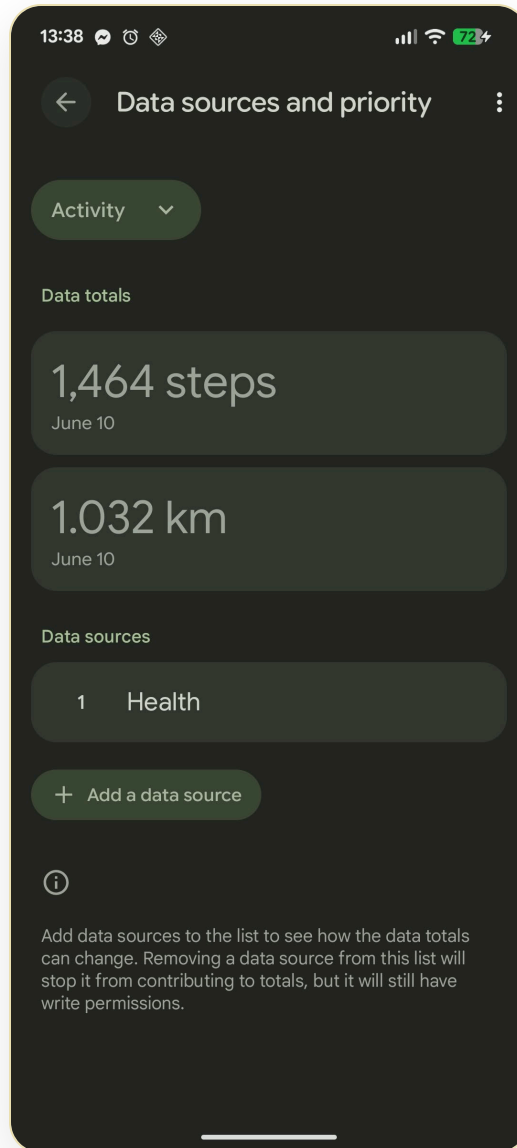 13:38
72
Data sources and priority
Activity
Data totals
1,464 steps
June 10
1.032 km
June 10
Data sources
1 Health
+ Add a data source
Add data sources to the list to see how the data totals
can change. Removing a data source from this list will
stop it from contributing to totals, but it will still have
write permissions.